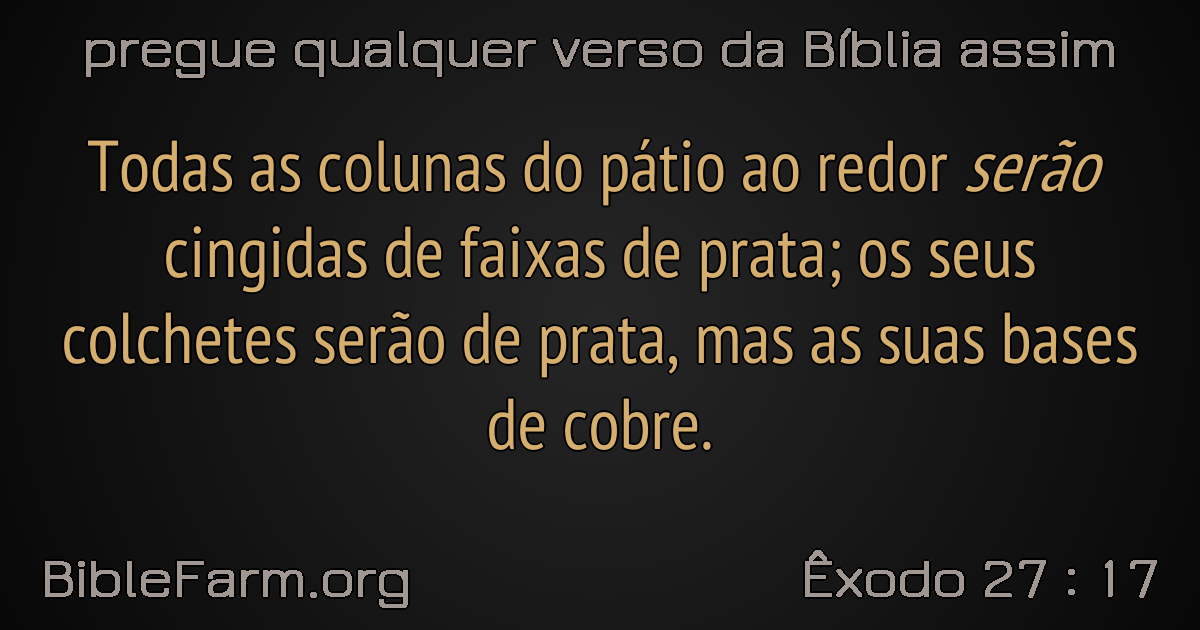 pregue qualquer verso da Bíblia assim
Todas as colunas do pátio ao redor serão
cingidas de faixas de prata; os seus
colchetes serão de prata, mas as suas bases
de cobre.
BibleFarm.org
Êxodo 27 : 17